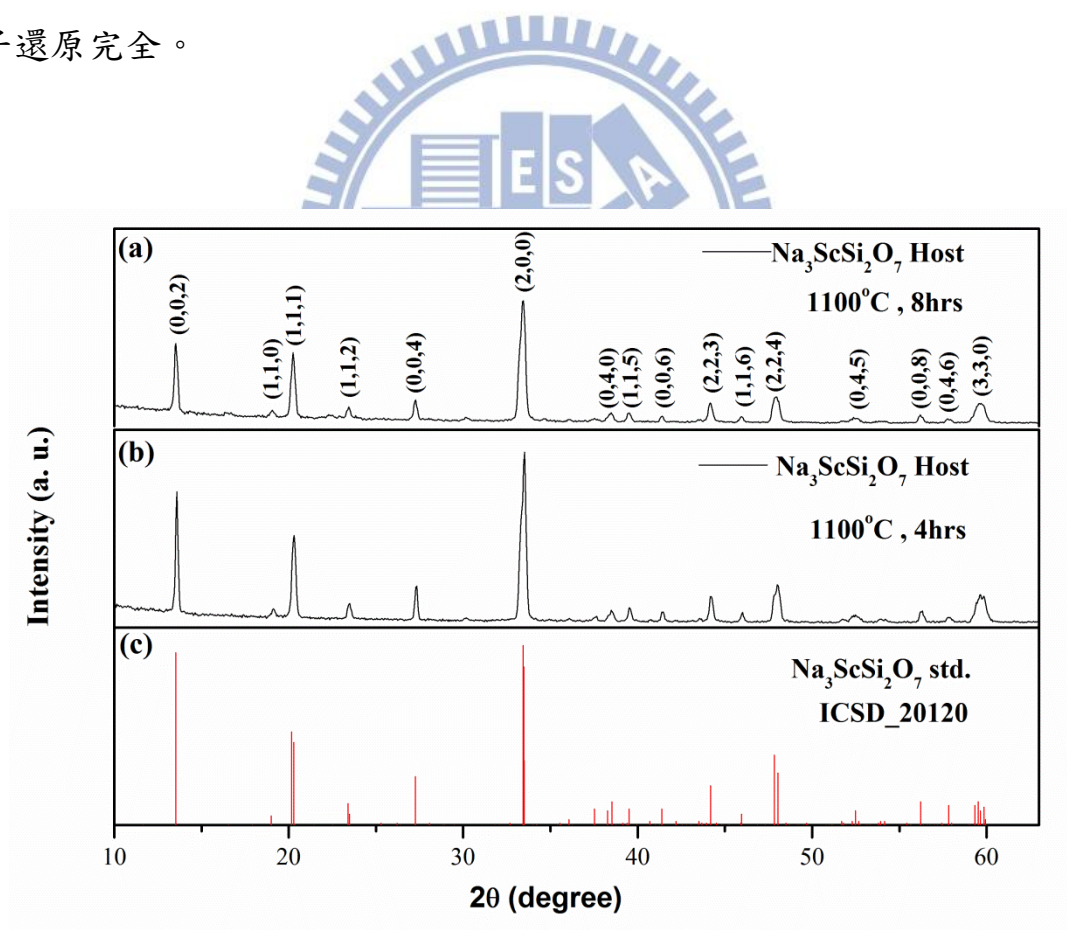 子還原完全。
E S A
(a)
(0,0,2)
(1,1,0)
(1,1,1)
(1,1,2)
(0,0,4)
(2,0,0)
(0,4,0)
(1,1,5)
(0,0,6)
(2,2,3)
(1,1,6)
(2,2,4)
(0,4,5)
(0,0,8)
(0,4,6)
(3,3,0)
Na₃ScSi₂O₇ Host
1100°C , 8hrs
(b)
Na₃ScSi₂O₇ Host
1100°C , 4hrs
(c)
Na₃ScSi₂O₇ std.
ICSD_20120
Intensity (a. u.)
10 20 30 40 50 60
2θ (degree)